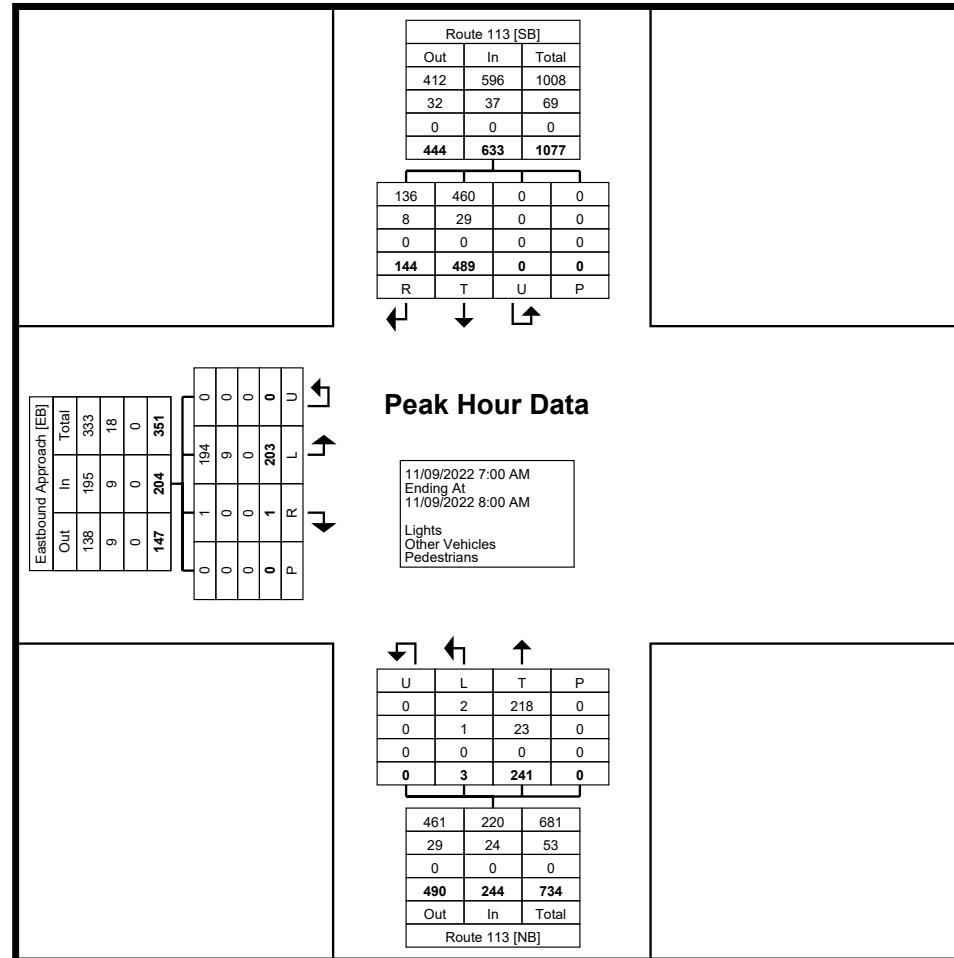 Route 113 [SB]
Out In Total
412 596 1008
32 37 69
0 0 0
444 633 1077
136 460 0 0
8 29 0 0
0 0 0 0
144 489 0 0
R T U P
Eastbound Approach [EB]
Out In Total
138 195 333
9 9 18
0 0 0
147 204 351
0 1 194 0
0 0 9 0
0 0 0 0
0 1 203 0
P R L U
Peak Hour Data
11/09/2022 7:00 AM
Ending At
11/09/2022 8:00 AM
Lights
Other Vehicles
Pedestrians
U L T P
0 2 218 0
0 1 23 0
0 0 0 0
0 3 241 0
461 220 681
29 24 53
0 0 0
490 244 734
Out In Total
Route 113 [NB]